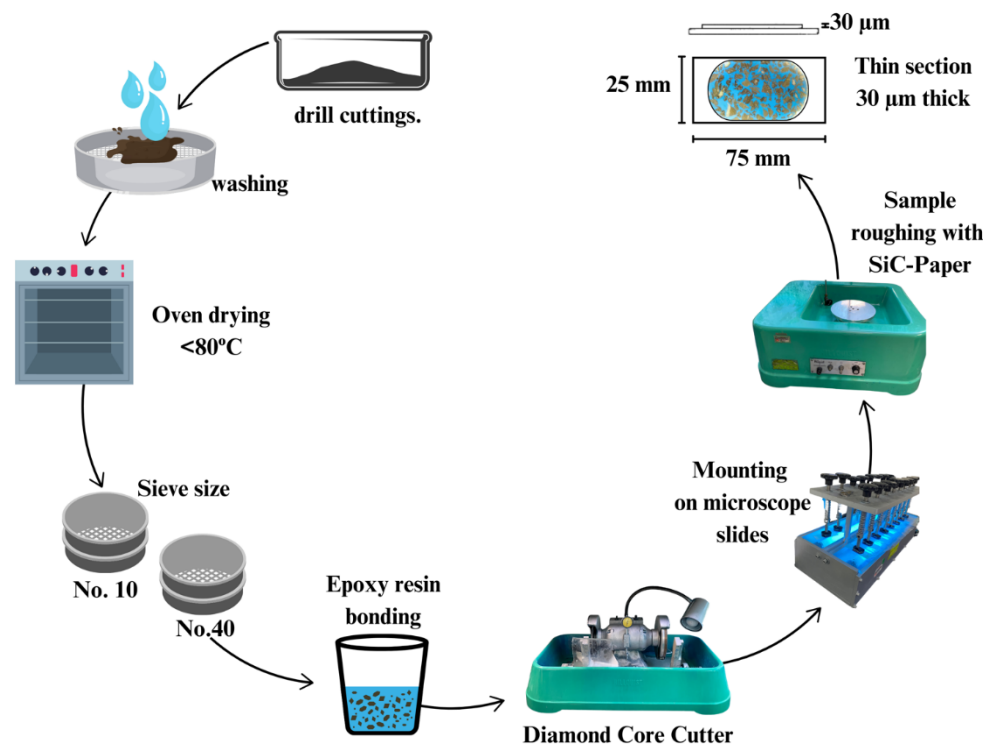 drill cuttings.
washing
Oven drying
<80ºC
Sieve size
No. 10
No.40
Epoxy resin
bonding
Diamond Core Cutter
Mounting
on microscope
slides
Sample
roughing with
SiC-Paper
30 µm
25 mm
Thin section
30 µm thick
75 mm